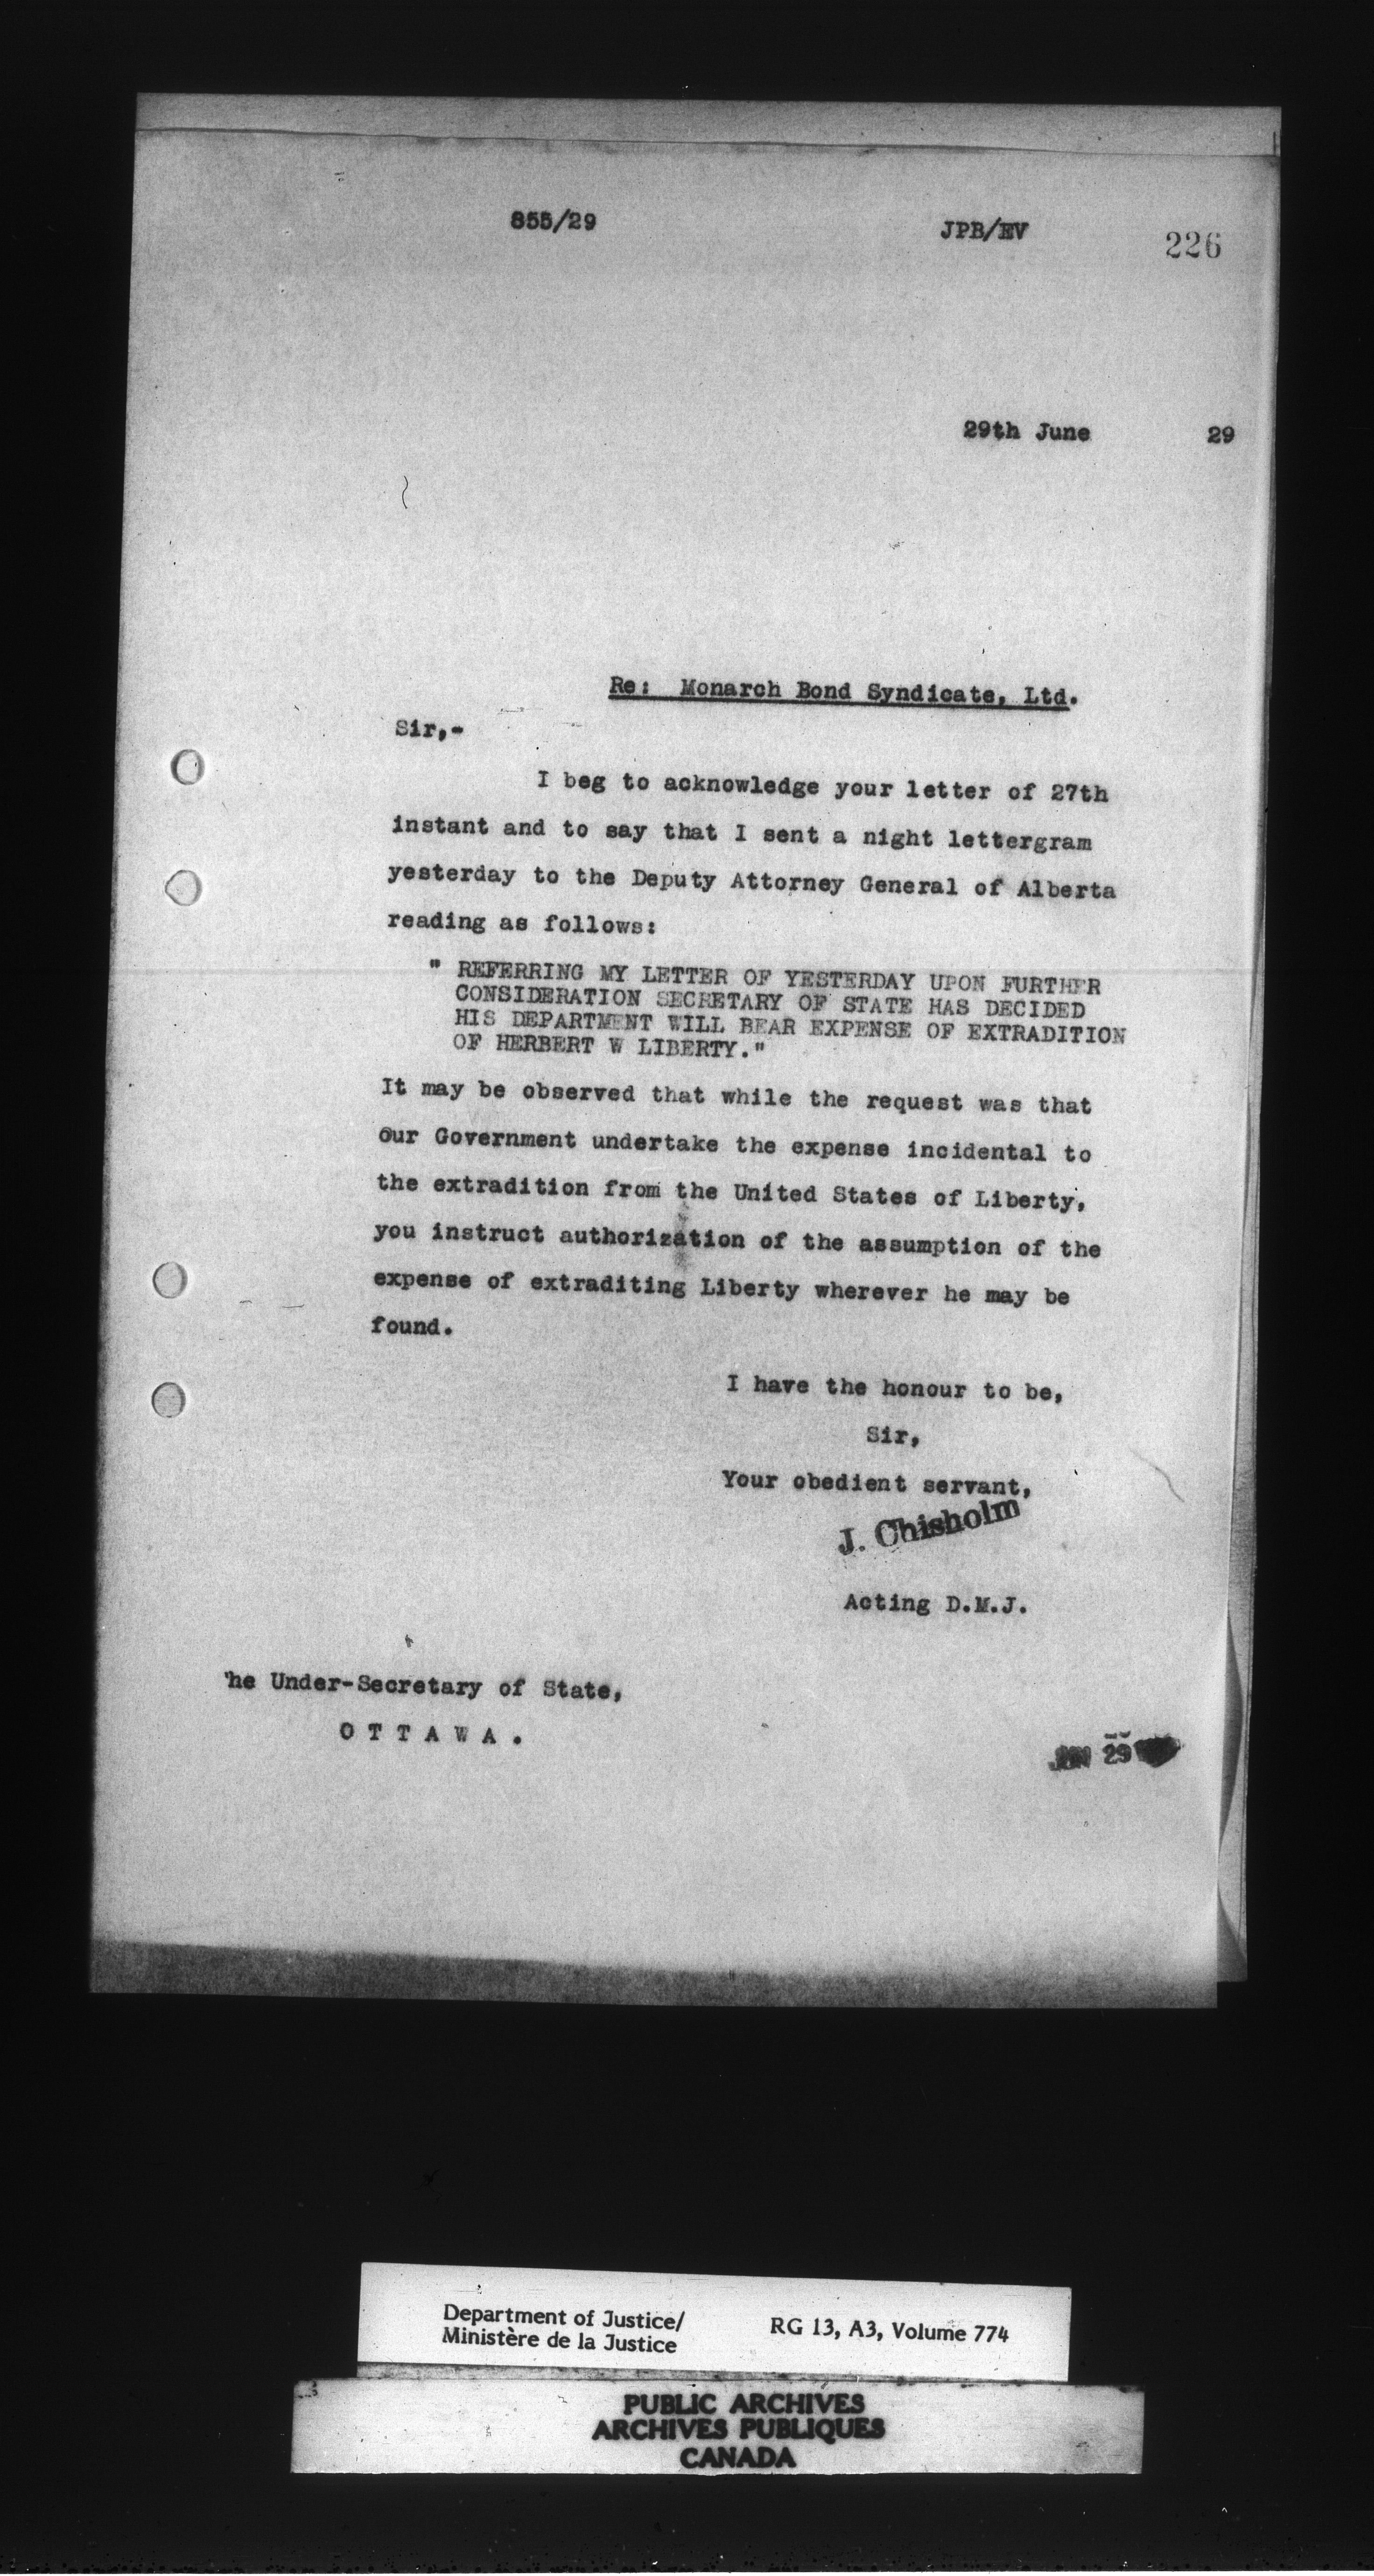 855/29 JPB/EV 226
29th June 29
Re: Monarch Bond Syndicate, Ltd.
Sir,-
I beg to acknowledge your letter of 27th
instant and to say that I sent a night lettergram
yesterday to the Deputy Attorney General of Alberta
reading as follows:
" REFERRING MY LETTER OF YESTERDAY UPON FURTHER
CONSIDERATION SECRETARY OF STATE HAS DECIDED
HIS DEPARTMENT WILL BEAR EXPENSE OF EXTRADITION
OF HERBERT W LIBERTY."
It may be observed that while the request was that
our Government undertake the expense incidental to
the extradition from the United States of Liberty,
you instruct authorization of the assumption of the
expense of extraditing Liberty wherever he may be
found.
I have the honour to be,
Sir,
Your obedient servant,
J. Chisholm
Acting D.M.J.
he Under-Secretary of State,
O T T A W A .
JUN 29
Department of Justice/
Ministère de la Justice
RG 13, A3, Volume 774
PUBLIC ARCHIVES
ARCHIVES PUBLIQUES
CANADA